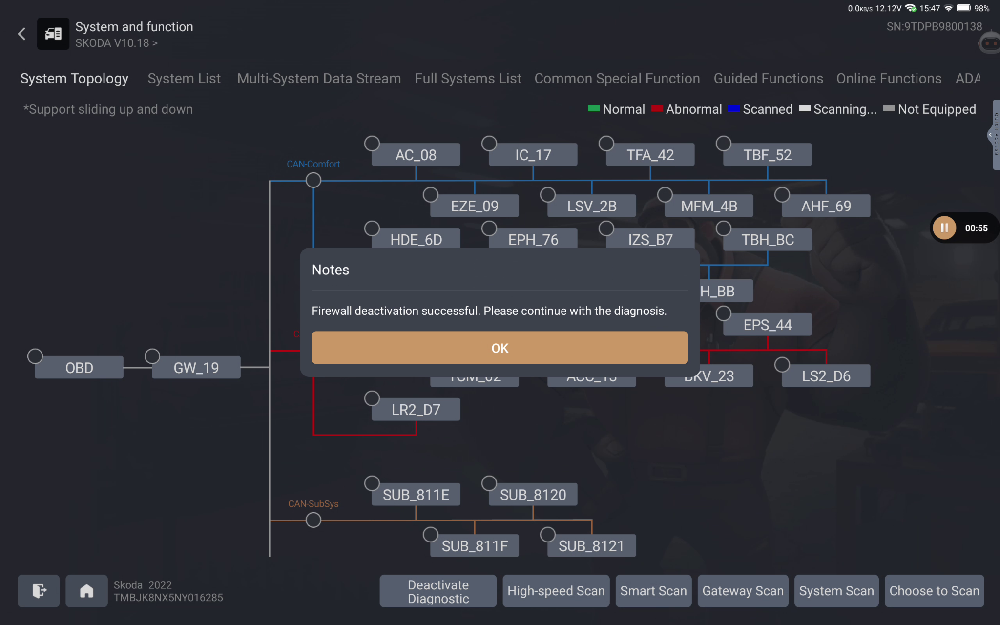 0.0KB/S 12.12V 15:47 98%
System and function
SKODA V10.18 >
SN:9TDPB9800138
System Topology System List Multi-System Data Stream Full Systems List Common Special Function Guided Functions Online Functions ADA
*Support sliding up and down
Normal Abnormal Scanned Scanning... Not Equipped
QUICK ACCESS
AC_08 IC_17 TFA_42 TBF_52
CAN-Comfort
EZE_09 LSV_2B MFM_4B AHF_69
00:55
HDE_6D EPH_76 IZS_B7 TBH_BC
Notes
H_BB
Firewall deactivation successful. Please continue with the diagnosis.
EPS_44
C
OK
OBD GW_19
TCM_02 ACC_13 BKV_23 LS2_D6
LR2_D7
SUB_811E SUB_8120
CAN-SubSys
SUB_811F SUB_8121
Skoda 2022
TMBJK8NX5NY016285
Deactivate
Diagnostic
High-speed Scan Smart Scan Gateway Scan System Scan Choose to Scan